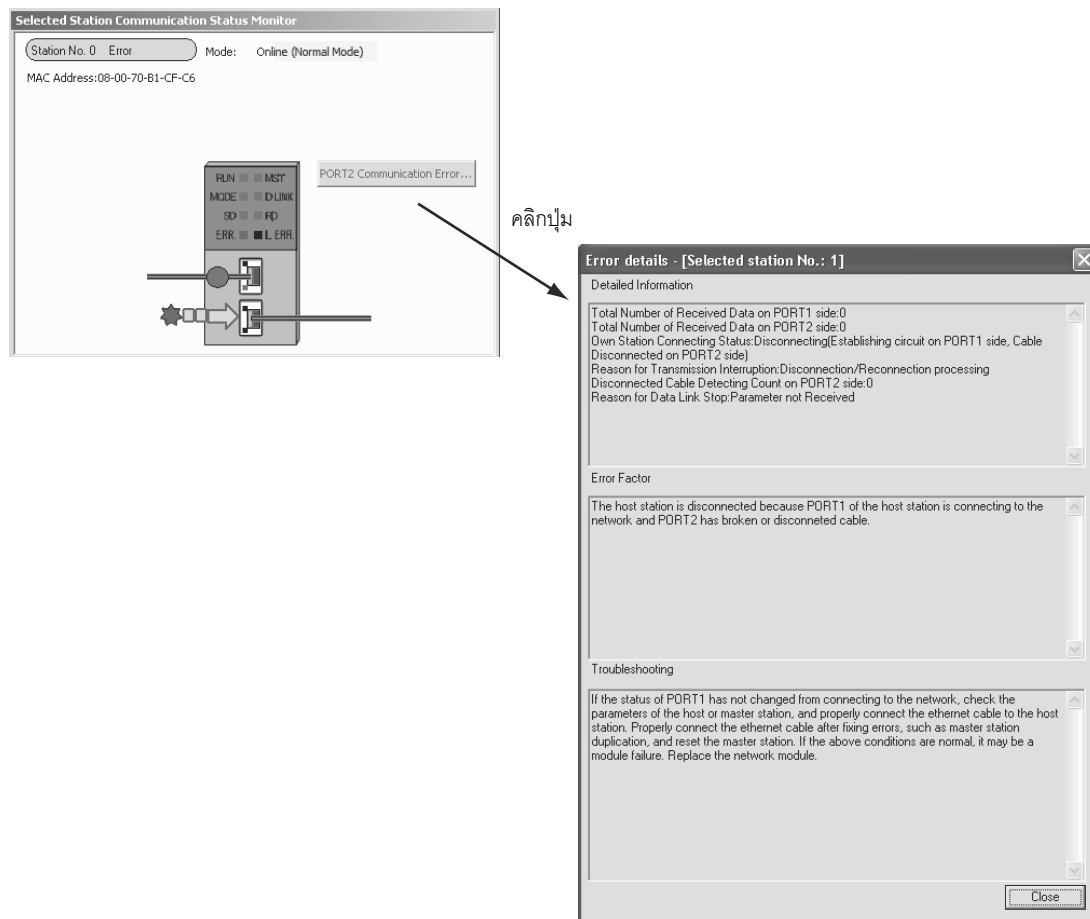 Selected Station Communication Status Monitor
Station No. 0 Error
Mode: Online (Normal Mode)
MAC Address:08-00-70-B1-CF-C6
RUN MST
MODE D LINK
SD RD
ERR. L ERR.
PORT2 Communication Error...
คลิกปุ่ม
Error details - [Selected station No.: 1]
Detailed Information
Total Number of Received Data on PORT1 side:0
Total Number of Received Data on PORT2 side:0
Own Station Connecting Status:Disconnecting(Establishing circuit on PORT1 side, Cable
Disconnected on PORT2 side)
Reason for Transmission Interruption:Disconnection/Reconnection processing
Disconnected Cable Detecting Count on PORT2 side:0
Reason for Data Link Stop:Parameter not Received
Error Factor
The host station is disconnected because PORT1 of the host station is connecting to the
network and PORT2 has broken or disconneted cable.
Troubleshooting
If the status of PORT1 has not changed from connecting to the network, check the
parameters of the host or master station, and properly connect the ethernet cable to the host
station. Properly connect the ethernet cable after fixing errors, such as master station
duplication, and reset the master station. If the above conditions are normal, it may be a
module failure. Replace the network module.
Close